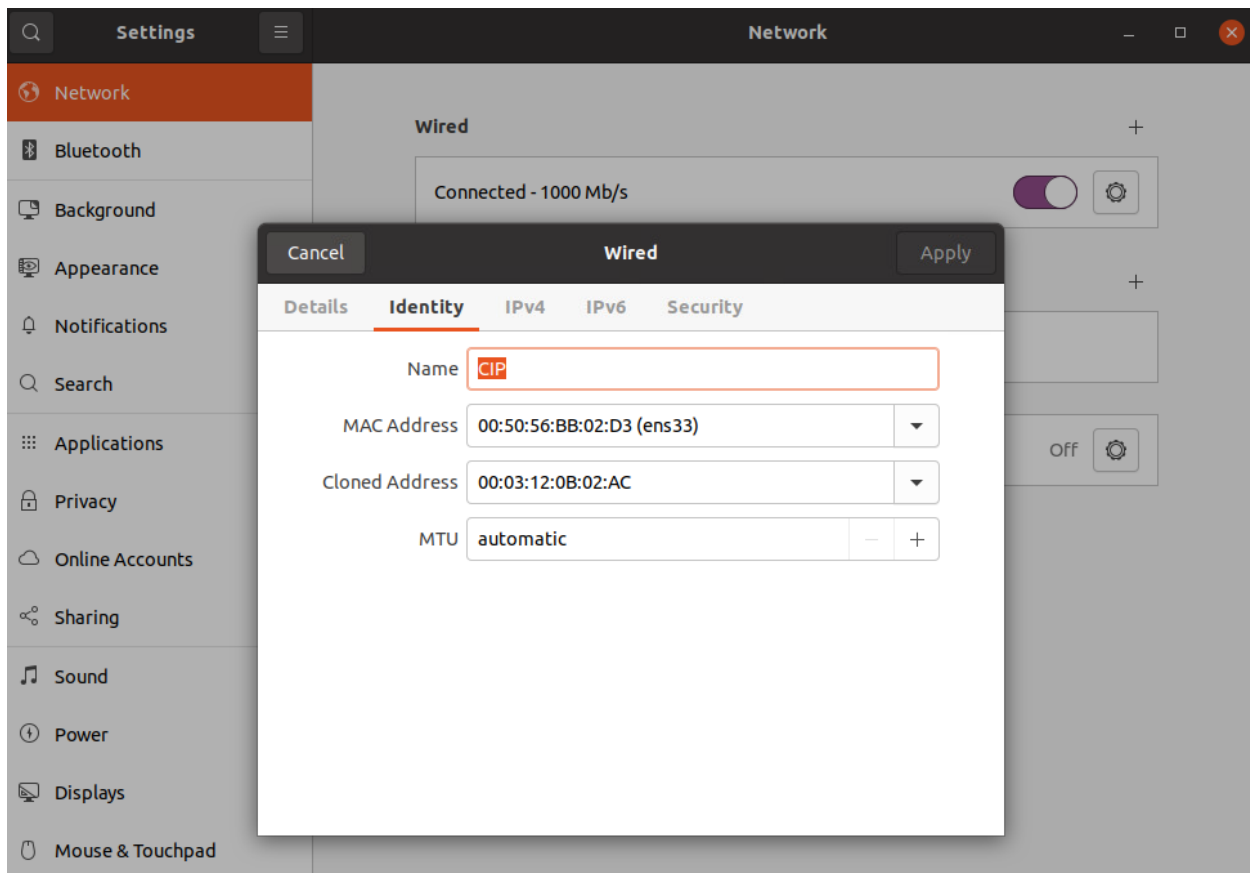 Settings
Network
Network
Bluetooth
Background
Appearance
Notifications
Search
Applications
Privacy
Online Accounts
Sharing
Sound
Power
Displays
Mouse & Touchpad
Wired
Connected - 1000 Mb/s
Off
Cancel
Wired
Apply
Details Identity IPv4 IPv6 Security
Name CIP
MAC Address 00:50:56:BB:02:D3 (ens33)
Cloned Address 00:03:12:0B:02:AC
MTU automatic